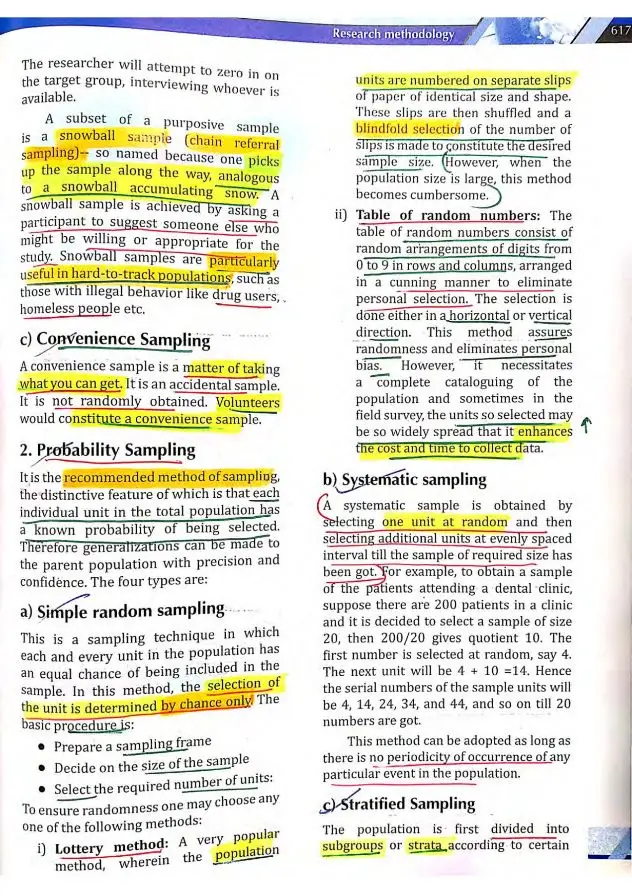 Research methodology
617
The researcher will attempt to zero in on
the target group, interviewing whoever is
available.
A subset of a purposive sample
is a snowball sample (chain referral
sampling)– so named because one picks
up the sample along the way, analogous
to a snowball accumulating snow. A
snowball sample is achieved by asking a
participant to suggest someone else who
might be willing or appropriate for the
study. Snowball samples are particularly
useful in hard-to-track populations, such as
those with illegal behavior like drug users,
homeless people etc.
c) Convenience Sampling
A convenience sample is a matter of taking
what you can get. It is an accidental sample.
It is not randomly obtained. Volunteers
would constitute a convenience sample.
2. Probability Sampling
It is the recommended method of sampling,
the distinctive feature of which is that each
individual unit in the total population has
a known probability of being selected.
Therefore generalizations can be made to
the parent population with precision and
confidence. The four types are:
a) Simple random sampling
This is a sampling technique in which
each and every unit in the population has
an equal chance of being included in the
sample. In this method, the selection of
the unit is determined by chance only. The
basic procedure is:
• Prepare a sampling frame
• Decide on the size of the sample
• Select the required number of units:
To ensure randomness one may choose any
one of the following methods:
i) Lottery method: A very popular
method, wherein the population
units are numbered on separate slips
of paper of identical size and shape.
These slips are then shuffled and a
blindfold selection of the number of
slips is made to constitute the desired
sample size. However, when the
population size is large, this method
becomes cumbersome.
ii) Table of random numbers: The
table of random numbers consist of
random arrangements of digits from
0 to 9 in rows and columns, arranged
in a cunning manner to eliminate
personal selection. The selection is
done either in a horizontal or vertical
direction. This method assures
randomness and eliminates personal
bias. However, it necessitates
a complete cataloguing of the
population and sometimes in the
field survey, the units so selected may
be so widely spread that it enhances
the cost and time to collect data.
b) Systematic sampling
A systematic sample is obtained by
selecting one unit at random and then
selecting additional units at evenly spaced
interval till the sample of required size has
been got. For example, to obtain a sample
of the patients attending a dental clinic,
suppose there are 200 patients in a clinic
and it is decided to select a sample of size
20, then 200/20 gives quotient 10. The
first number is selected at random, say 4.
The next unit will be 4 + 10 =14. Hence
the serial numbers of the sample units will
be 4, 14, 24, 34, and 44, and so on till 20
numbers are got.
This method can be adopted as long as
there is no periodicity of occurrence of any
particular event in the population.
c) Stratified Sampling
The population is first divided into
subgroups or strata according to certain